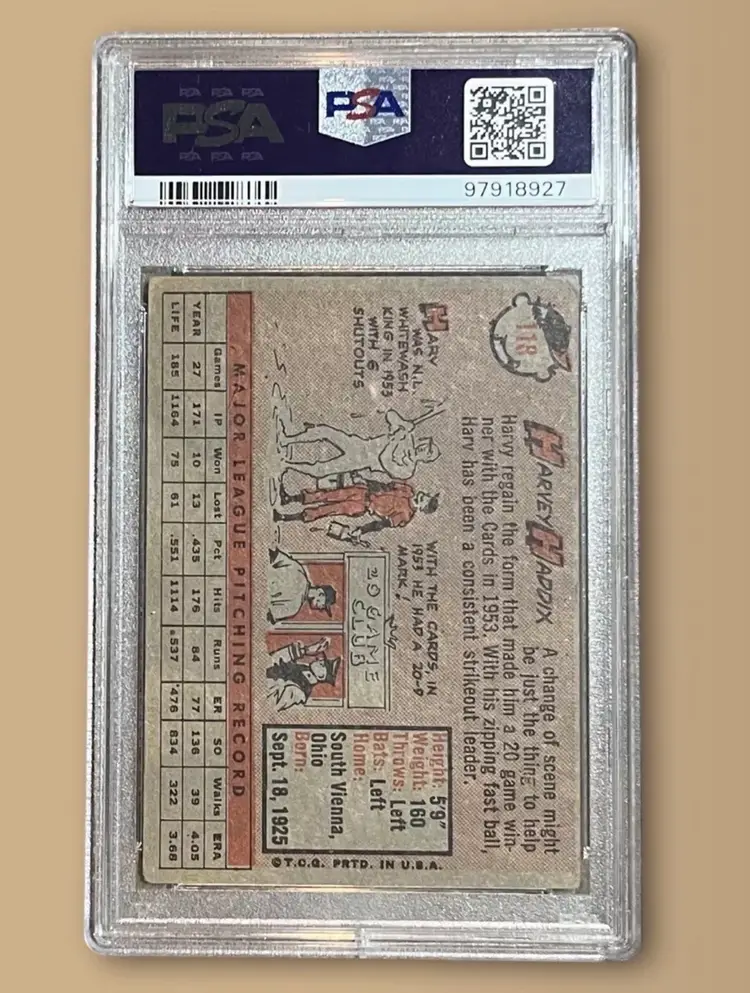 PSA
97918927
118
HARVEY HADDIX A change of scene might
be just the thing to help
Harvy regain the form that made him a 20 game win-
ner with the Cards in 1953. With his zipping fast ball,
Harv has been a consistent strikeout leader.
HARV
WAS N.L.
WHITEWASH
KING IN 1953
WITH 6
SHUTOUTS
WITH THE CARDS, IN
1953 HE HAD A 20-9
MARK!
20 GAME
CLUB
Height: 5'9"
Weight: 160
Throws: Left
Bats: Left
Home:
South Vienna,
Ohio
Born:
Sept. 18, 1925
©T.C.G. PRTD. IN U.S.A.
MAJOR LEAGUE PITCHING RECORD
Games IP Won Lost Pct Hits Runs ER SO Walks ERA
YEAR 27 171 10 13 .435 176 84 77 136 39 4.05
LIFE 185 1164 75 61 .551 1114 *537 *476 834 322 3.68